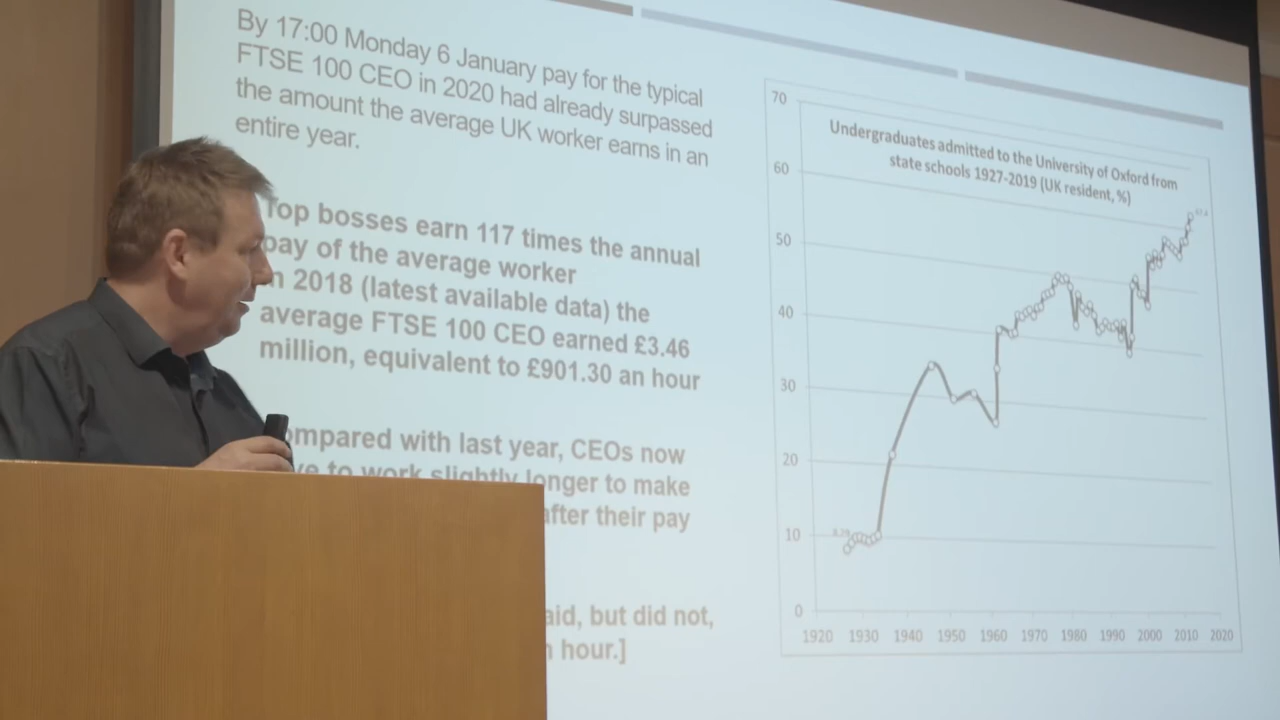 By 17:00 Monday 6 January pay for the typical
FTSE 100 CEO in 2020 had already surpassed
the amount the average UK worker earns in an
entire year.
Top bosses earn 117 times the annual
pay of the average worker
in 2018 (latest available data) the
average FTSE 100 CEO earned £3.46
million, equivalent to £901.30 an hour
ompared with last year, CEOs now
ve to work slightly longer to make
after their pay
aid, but did not,
hour.]
Undergraduates admitted to the University of Oxford from
state schools 1927-2019 (UK resident, %)
70
60
50
40
30
20
10
0
1920 1930 1940 1950 1960 1970 1980 1990 2000 2010 2020